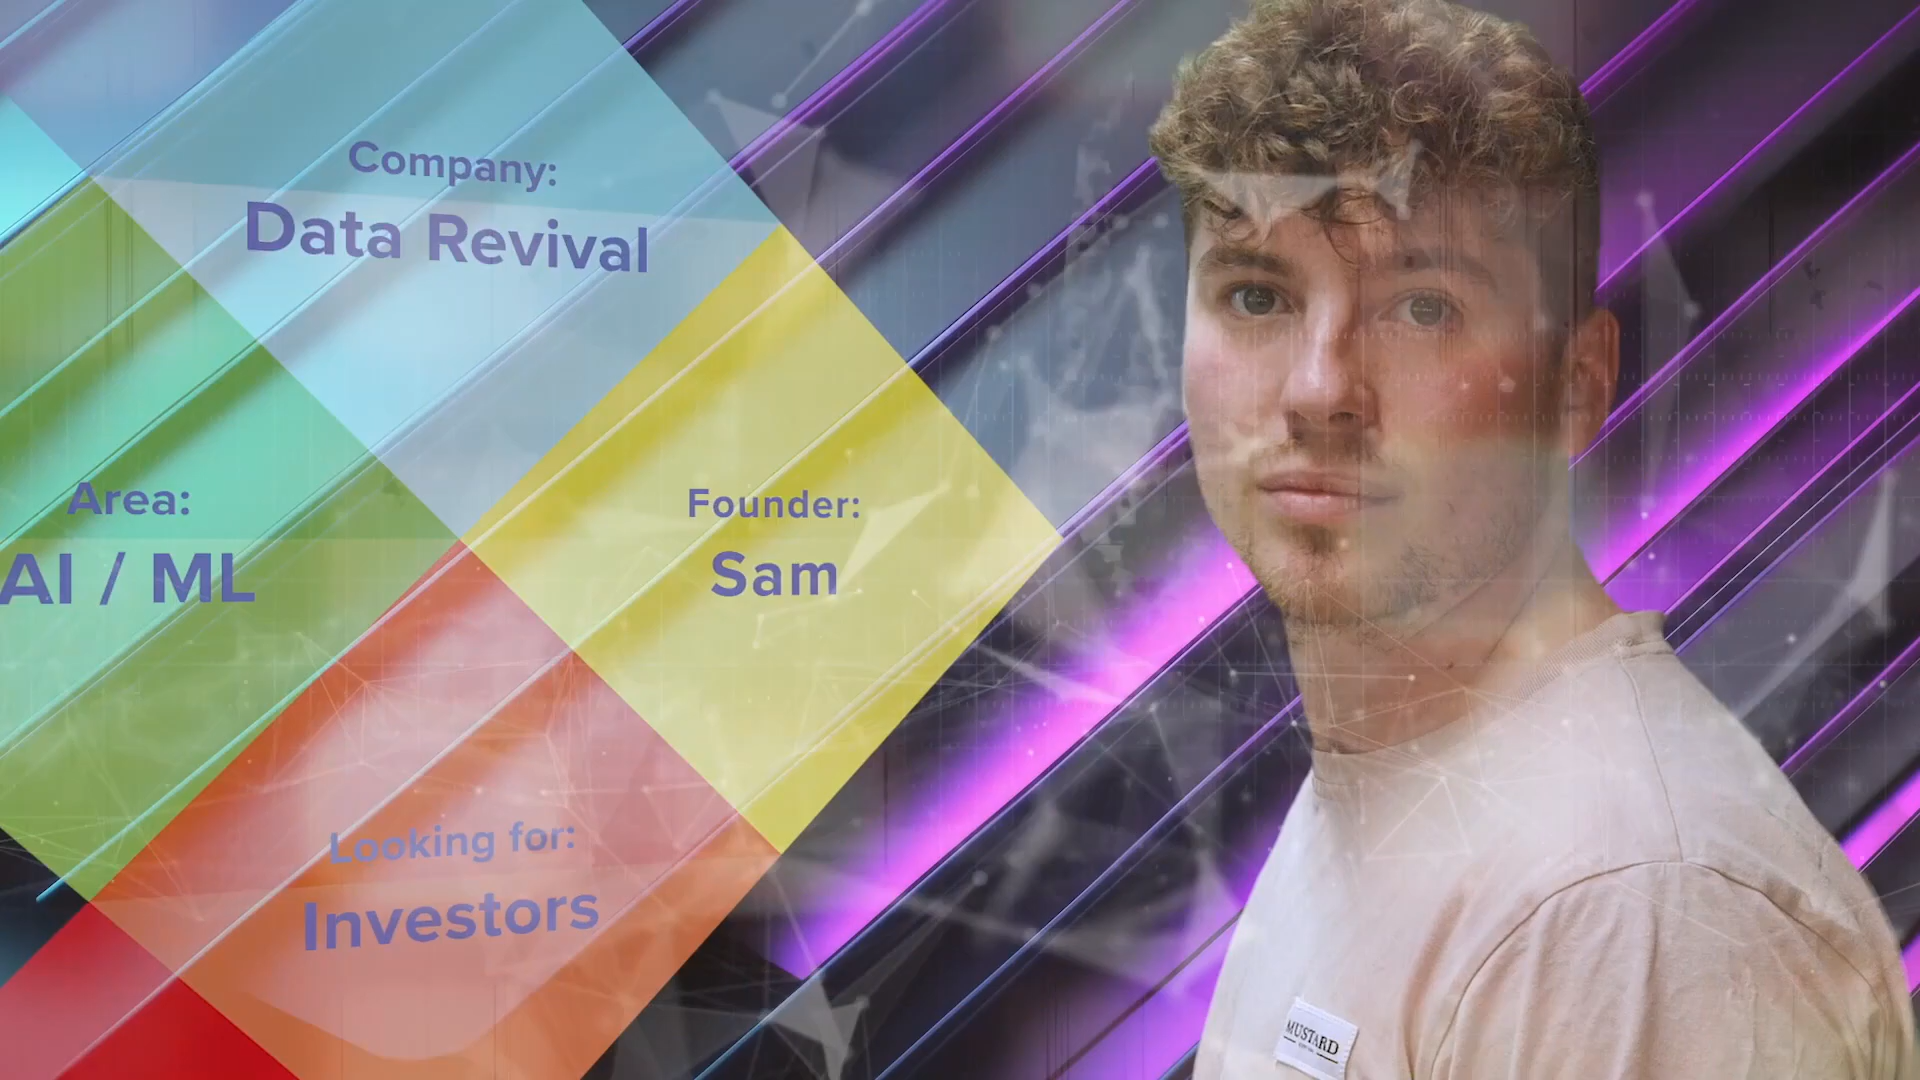 Company:
Data Revival
Founder:
Sam
Area:
AI / ML
Looking for:
Investors
MUSTARD